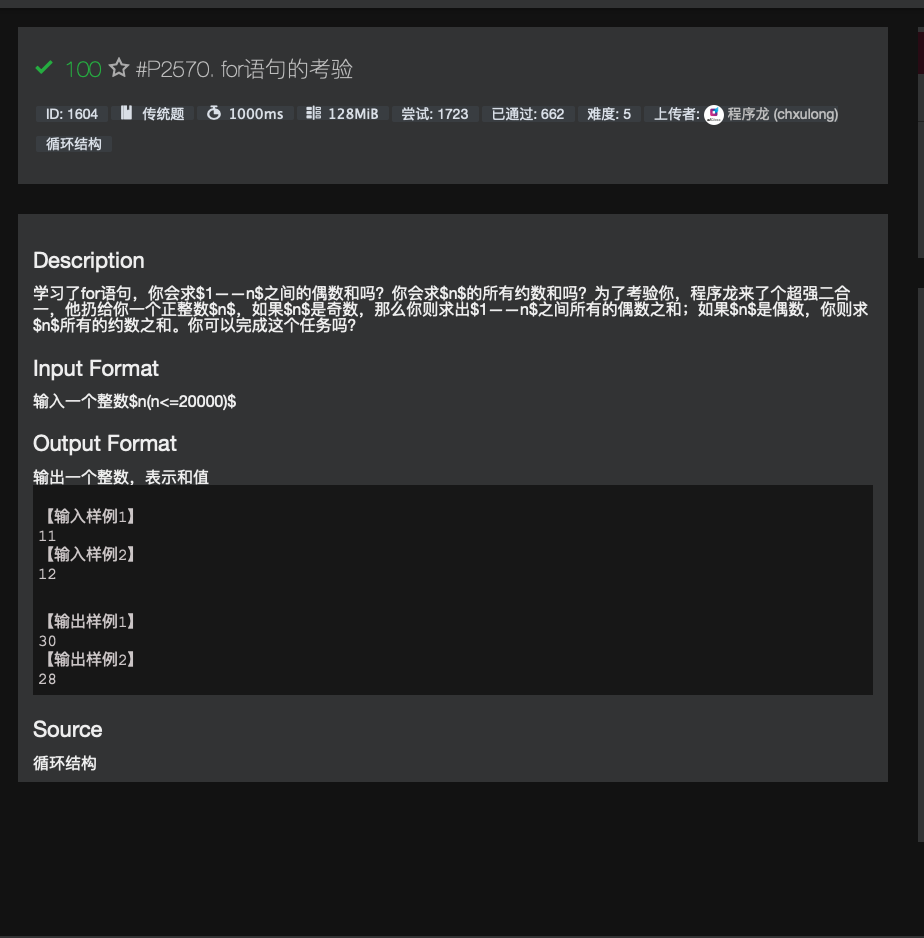 100 #P2570. for语句的考验
ID: 1604 传统题 1000ms 128MiB 尝试: 1723 已通过: 662 难度: 5 上传者: 程序龙 (chxulong)
循环结构
Description
学习了for语句，你会求$1——n$之间的偶数和吗？你会求$n$的所有约数和吗？为了考验你，程序龙来了个超强二合
一，他扔给你一个正整数$n$，如果$n$是奇数，那么你则求出$1——n$之间所有的偶数之和；如果$n$是偶数，你则求
$n$所有的约数之和。你可以完成这个任务吗？
Input Format
输入一个整数$n(n<=20000)$
Output Format
输出一个整数，表示和值
【输入样例1】
11
【输入样例2】
12
【输出样例1】
30
【输出样例2】
28
Source
循环结构